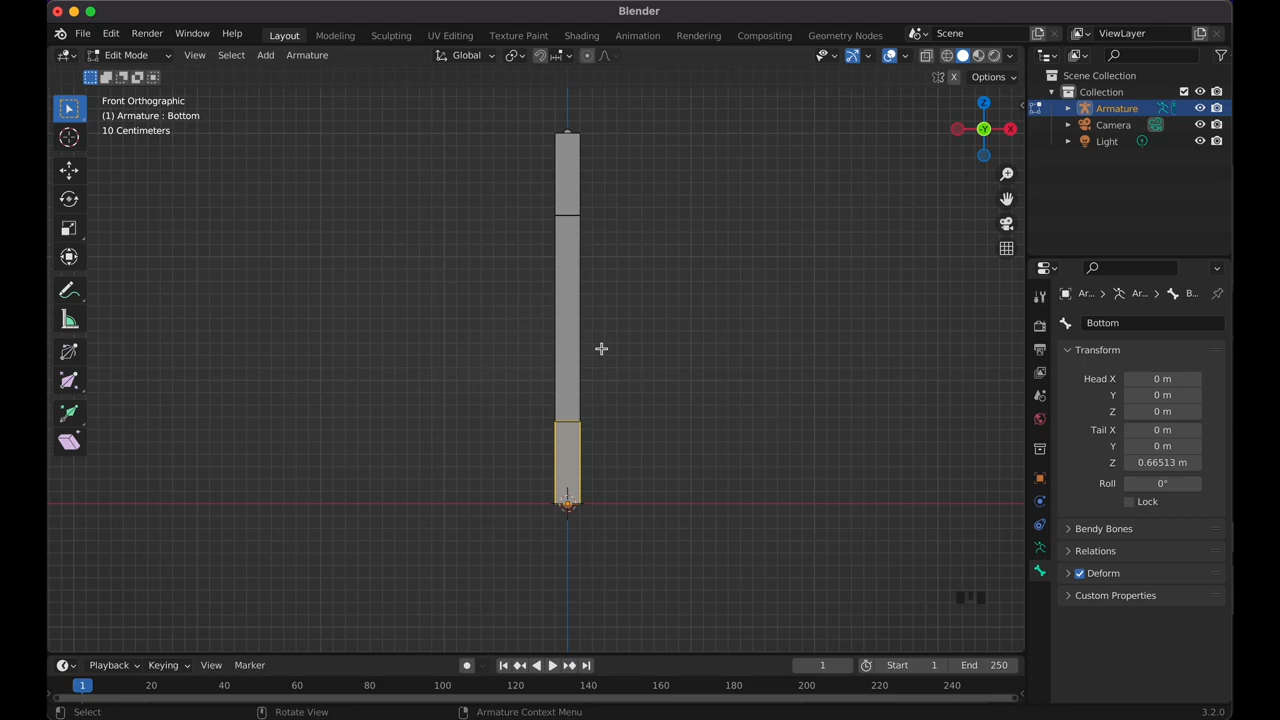 Blender
File Edit Render Window Help Layout Modeling Sculpting UV Editing Texture Paint Shading Animation Rendering Compositing Geometry Nodes Scene ViewLayer
Edit Mode View Select Add Armature Global
Options
Front Orthographic
(1) Armature : Bottom
10 Centimeters
Z
X
-Y
Scene Collection
Collection
Armature
Camera
Light
Ar... Ar... B...
Bottom
Transform
Head X 0 m
Y 0 m
Z 0 m
Tail X 0 m
Y 0 m
Z 0.66513 m
Roll 0°
Lock
Bendy Bones
Relations
Deform
Custom Properties
Playback Keying View Marker 1 Start 1 End 250
1 20 40 60 80 100 120 140 160 180 200 220 240
Select Rotate View Armature Context Menu 3.2.0